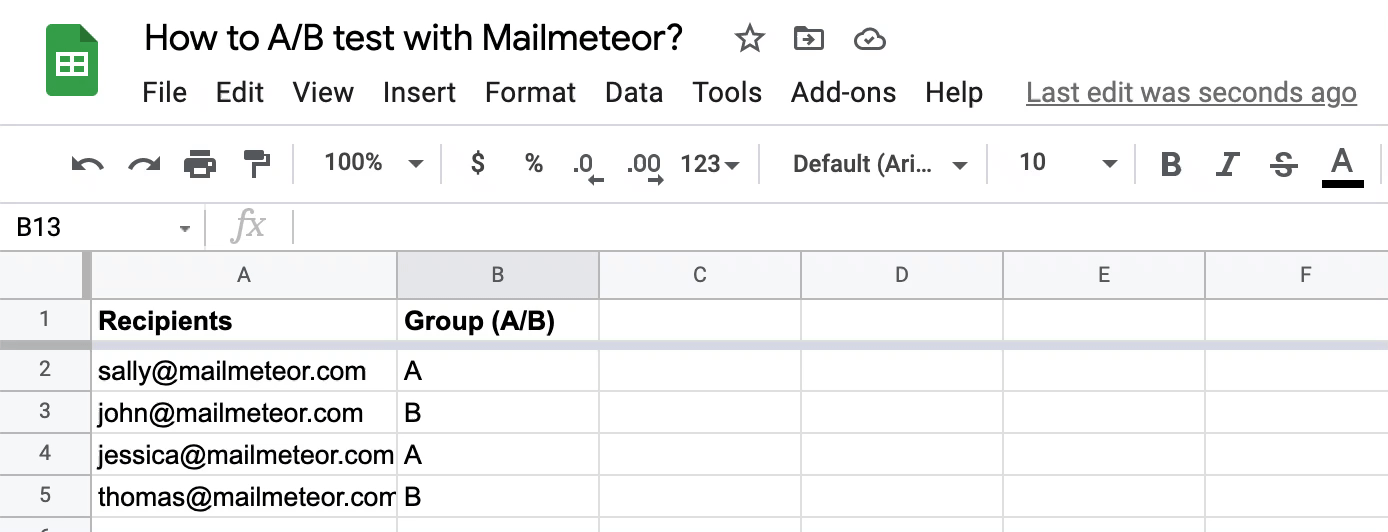 How to A/B test with Mailmeteor?
File Edit View Insert Format Data Tools Add-ons Help Last edit was seconds ago
100% $ % .0 .00 123 Default (Ari... 10 B I S A
B13 fx
A B C D E F
1 Recipients Group (A/B)
2 sally@mailmeteor.com A
3 john@mailmeteor.com B
4 jessica@mailmeteor.com A
5 thomas@mailmeteor.com B